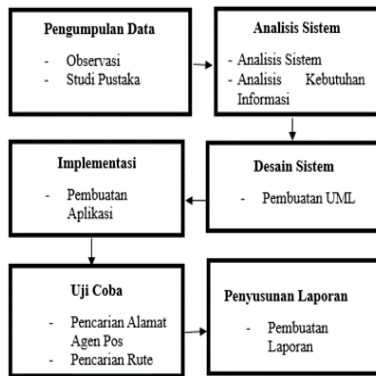 Pengumpulan Data
- Observasi
- Studi Pustaka
Analisis Sistem
- Analisis Sistem
- Analisis Kebutuhan
Informasi
Desain Sistem
- Pembuatan UML
Implementasi
- Pembuatan
Aplikasi
Uji Coba
- Pencarian Alamat
Agen Pos
- Pencarian Rute
Penyusunan Laporan
- Pembuatan
Laporan